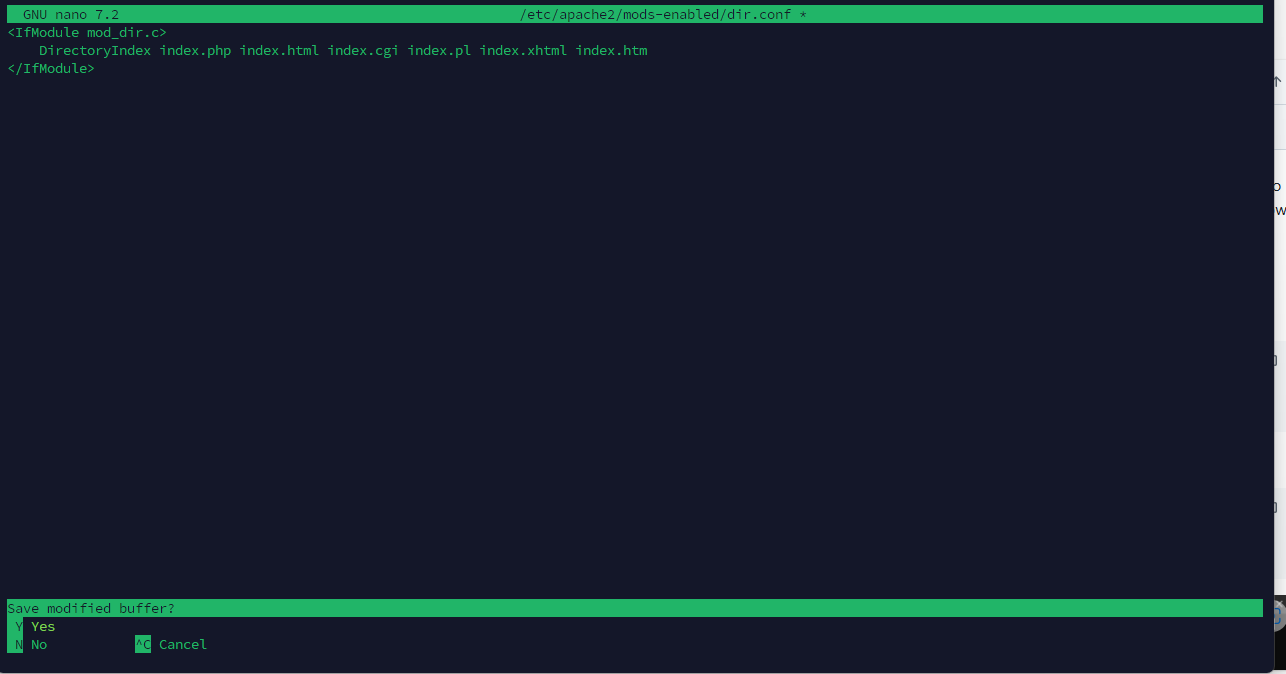 GNU nano 7.2 /etc/apache2/mods-enabled/dir.conf *
<IfModule mod_dir.c>
DirectoryIndex index.php index.html index.cgi index.pl index.xhtml index.htm
</IfModule>
Save modified buffer?
Y Yes
N No ^C Cancel